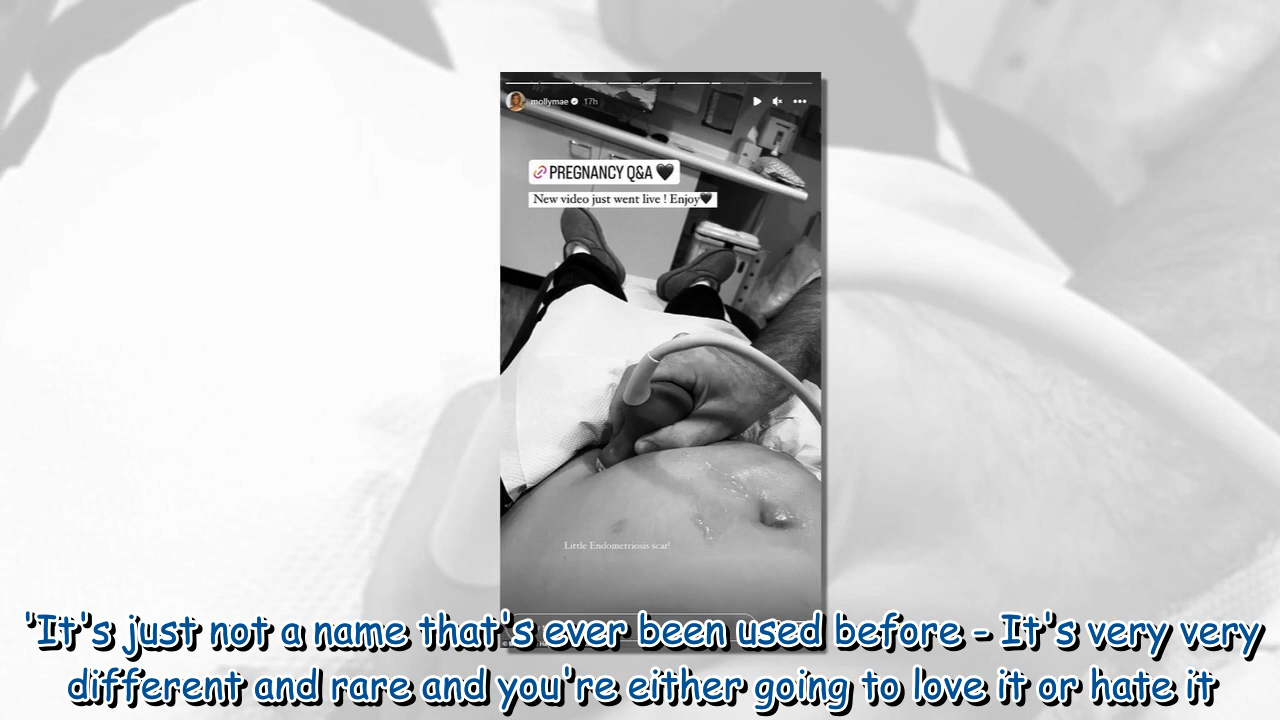 mollymae 17h
PREGNANCY Q&A
New video just went live ! Enjoy
Little Endometriosis scar!
'It's just not a name that's ever been used before - It's very very
different and rare and you're either going to love it or hate it